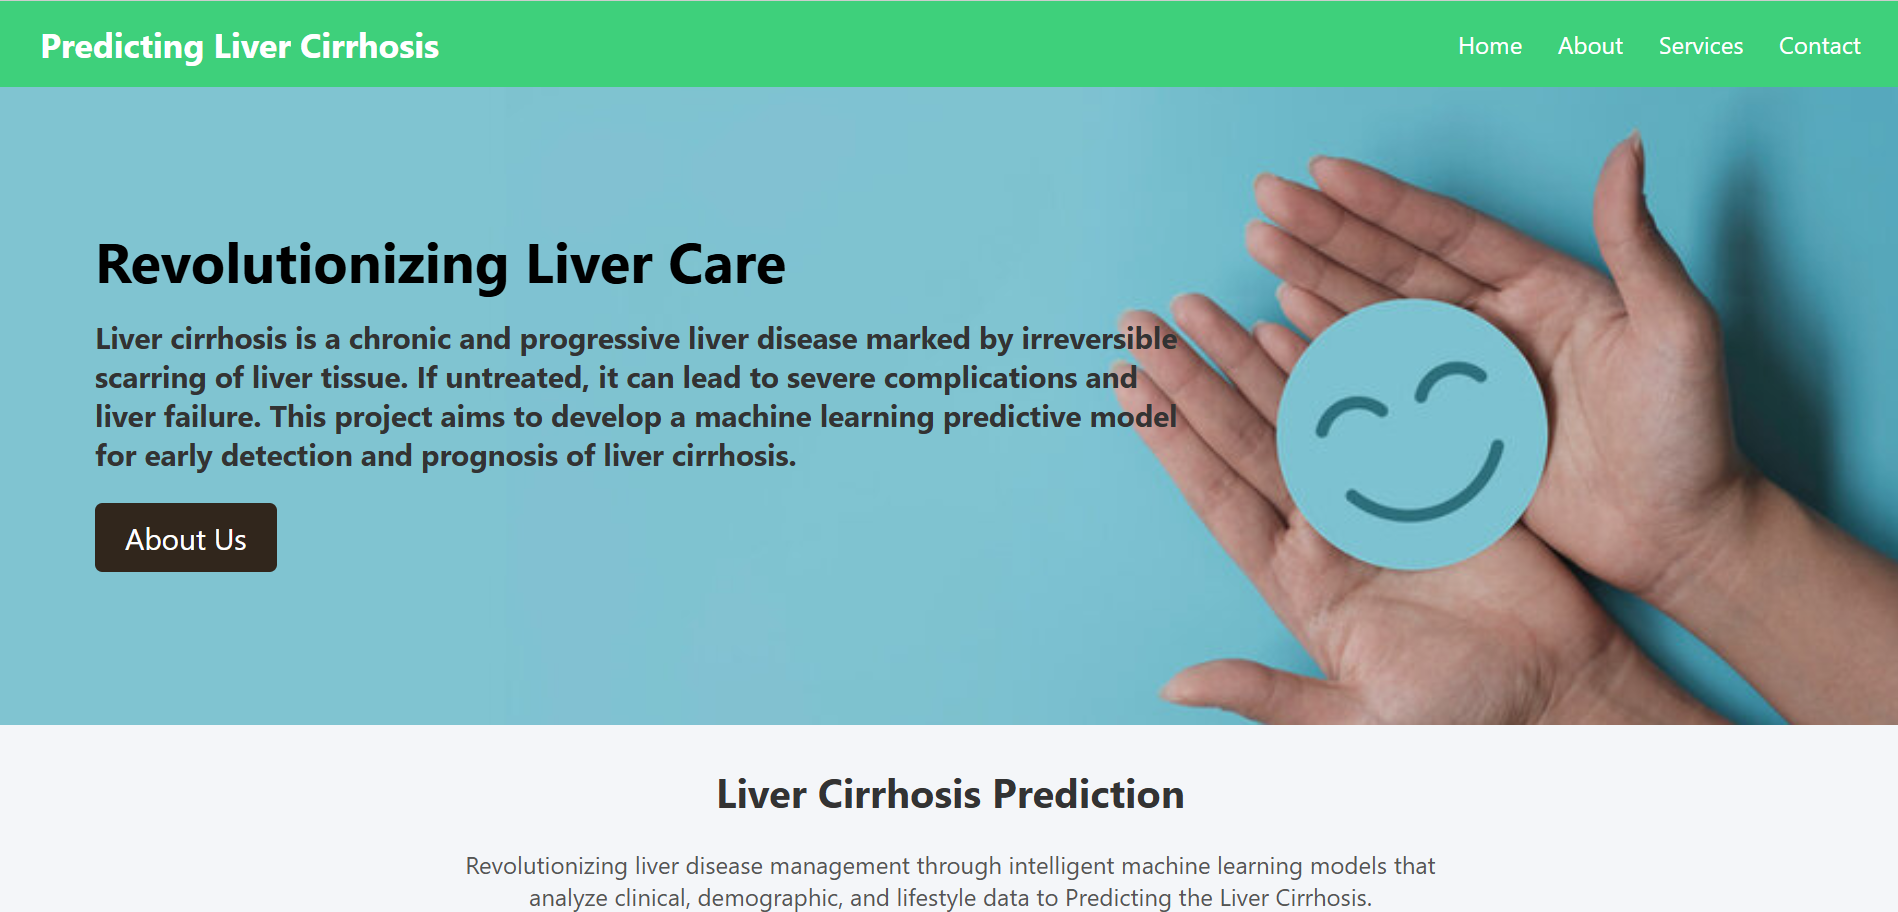 Predicting Liver Cirrhosis
Home About Services Contact
Revolutionizing Liver Care
Liver cirrhosis is a chronic and progressive liver disease marked by irreversible
scarring of liver tissue. If untreated, it can lead to severe complications and
liver failure. This project aims to develop a machine learning predictive model
for early detection and prognosis of liver cirrhosis.
About Us
Liver Cirrhosis Prediction
Revolutionizing liver disease management through intelligent machine learning models that
analyze clinical, demographic, and lifestyle data to Predicting the Liver Cirrhosis.